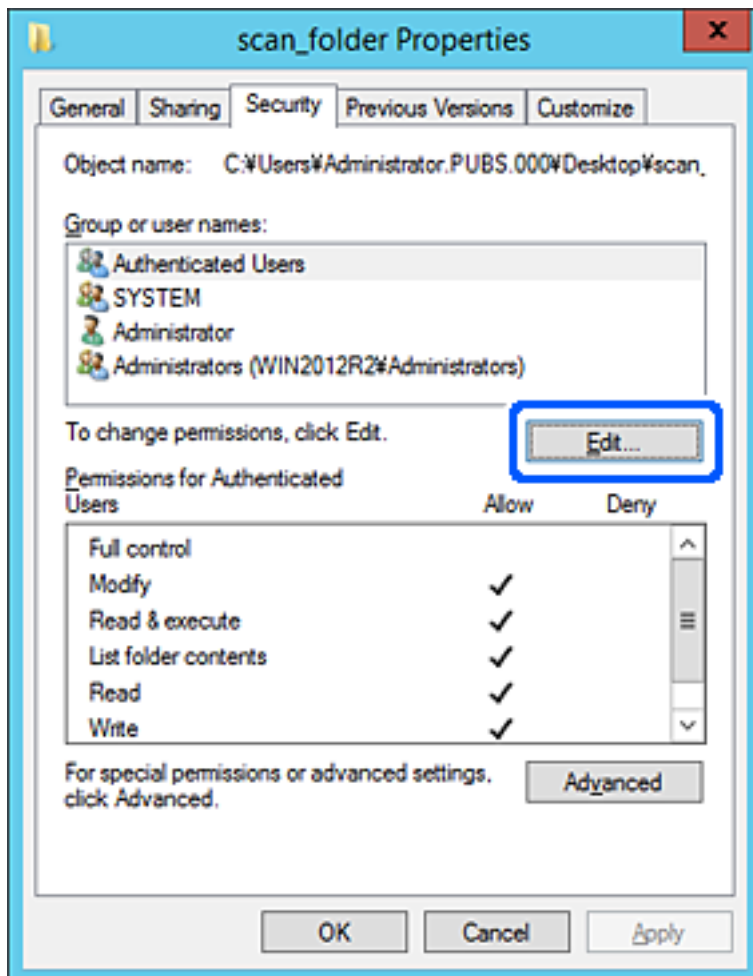 scan_folder Properties
x
General Sharing Security Previous Versions Customize
Object name: C:¥Users¥Administrator.PUBS.000¥Desktop¥scan_
Group or user names:
Authenticated Users
SYSTEM
Administrator
Administrators (WIN2012R2¥Administrators)
To change permissions, click Edit.
Edit...
Permissions for Authenticated
Users Allow Deny
Full control
Modify
Read & execute
List folder contents
Read
Write
For special permissions or advanced settings,
click Advanced.
Advanced
OK Cancel Apply